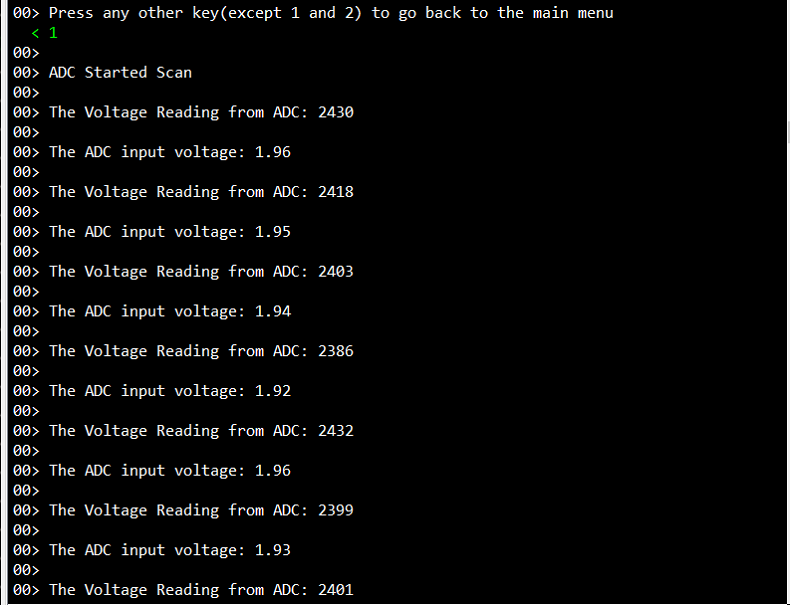 00> Press any other key(except 1 and 2) to go back to the main menu
< 1
00>
00> ADC Started Scan
00>
00> The Voltage Reading from ADC: 2430
00>
00> The ADC input voltage: 1.96
00>
00> The Voltage Reading from ADC: 2418
00>
00> The ADC input voltage: 1.95
00>
00> The Voltage Reading from ADC: 2403
00>
00> The ADC input voltage: 1.94
00>
00> The Voltage Reading from ADC: 2386
00>
00> The ADC input voltage: 1.92
00>
00> The Voltage Reading from ADC: 2432
00>
00> The ADC input voltage: 1.96
00>
00> The Voltage Reading from ADC: 2399
00>
00> The ADC input voltage: 1.93
00>
00> The Voltage Reading from ADC: 2401